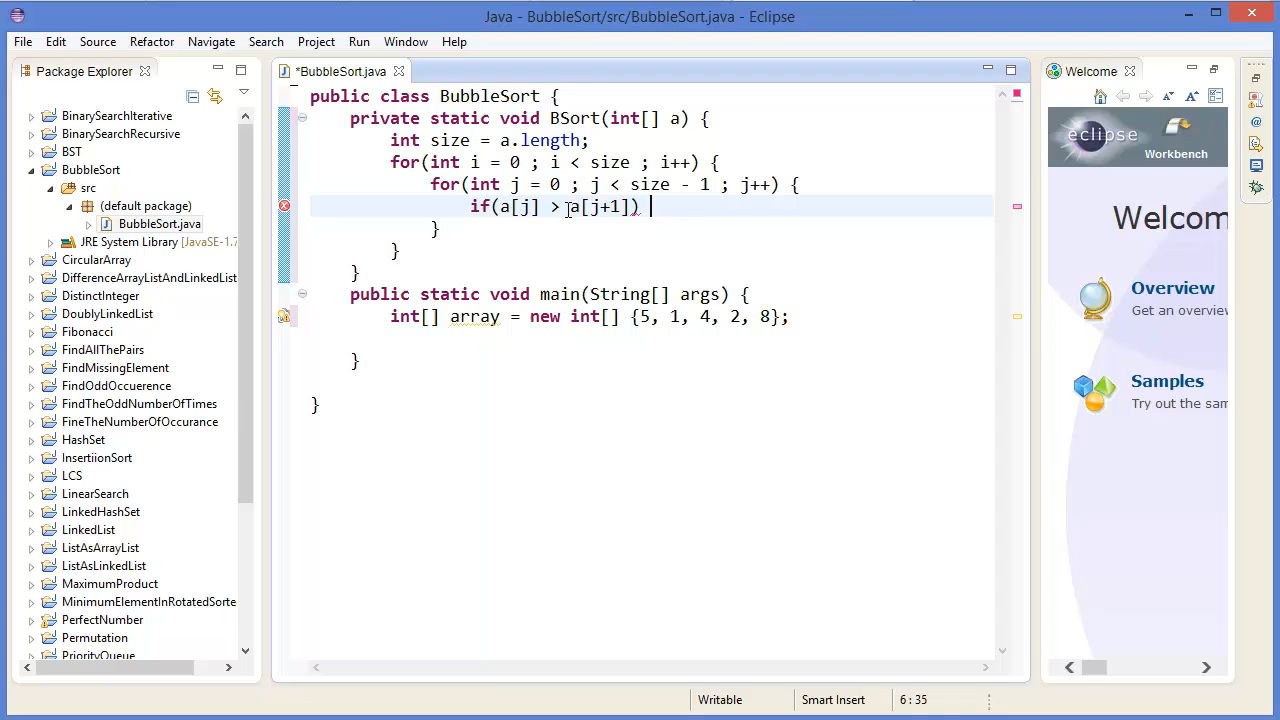 Java - BubbleSort/src/BubbleSort.java - Eclipse
File Edit Source Refactor Navigate Search Project Run Window Help
Package Explorer
BinarySearchIterative
BinarySearchRecursive
BST
BubbleSort
src
(default package)
BubbleSort.java
JRE System Library [JavaSE-1.7
CircularArray
DifferenceArrayListAndLinkedList
DistinctInteger
DoublyLinkedList
Fibonacci
FindAllThePairs
FindMissingElement
FindOddOccuerence
FindTheOddNumberOfTimes
FineTheNumberOfOccurance
HashSet
InsertiionSort
LCS
LinearSearch
LinkedHashSet
LinkedList
ListAsArrayList
ListAsLinkedList
MaximumProduct
MinimumElementInRotatedSorte
PerfectNumber
Permutation
PriorityQueue
*BubbleSort.java
public class BubbleSort {
private static void BSort(int[] a) {
int size = a.length;
for(int i = 0 ; i < size ; i++) {
for(int j = 0 ; j < size - 1 ; j++) {
if(a[j] > a[j+1])
}
}
}
public static void main(String[] args) {
int[] array = new int[] {5, 1, 4, 2, 8};
}
}
Welcome
eclipse
Workbench
Welcom
Overview
Get an overview
Samples
Try out the sam
Writable
Smart Insert
6 : 35